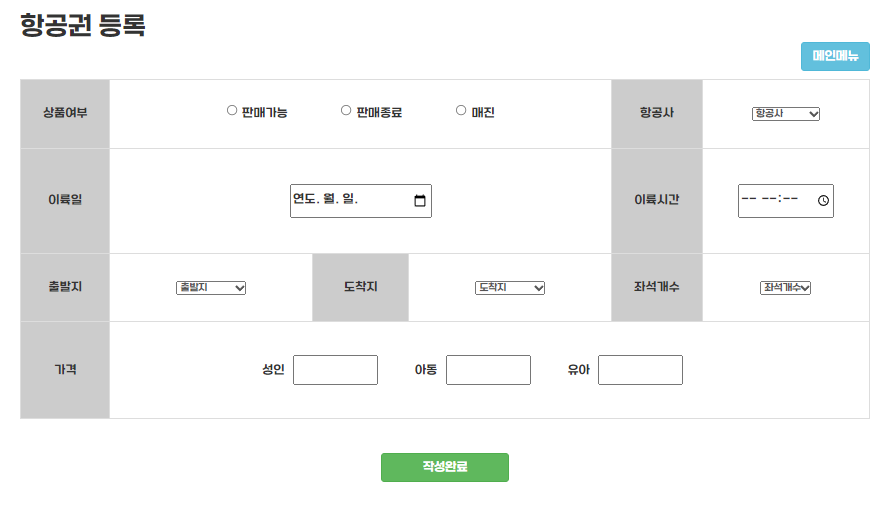 항공권 등록
메인메뉴
상품여부 판매가능 판매종료 매진 항공사 항공사
이륙일 연도. 월. 일. 이륙시간 -- --:--
출발지 출발지 도착지 도착지 좌석개수 좌석개수
가격 성인 아동 유아
작성완료